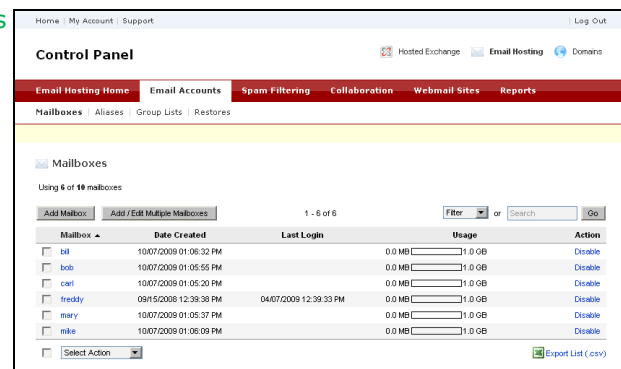 s
Home | My Account | Support | Log Out
Control Panel Hosted Exchange Email Hosting Domains
Email Hosting Home Email Accounts Spam Filtering Collaboration Webmail Sites Reports
Mailboxes | Aliases | Group Lists | Restores
Mailboxes
Using 6 of 10 mailboxes
Add Mailbox Add / Edit Multiple Mailboxes 1 - 6 of 6 Filter or Search Go
Mailbox Date Created Last Login Usage Action
bill 10/07/2009 01:06:32 PM 0.0 MB 1.0 GB Disable
bob 10/07/2009 01:05:55 PM 0.0 MB 1.0 GB Disable
carl 10/07/2009 01:05:20 PM 0.0 MB 1.0 GB Disable
freddy 09/15/2008 12:39:38 PM 04/07/2009 12:39:33 PM 0.0 MB 1.0 GB Disable
mary 10/07/2009 01:05:37 PM 0.0 MB 1.0 GB Disable
mike 10/07/2009 01:06:09 PM 0.0 MB 1.0 GB Disable
Select Action Export List (.csv)